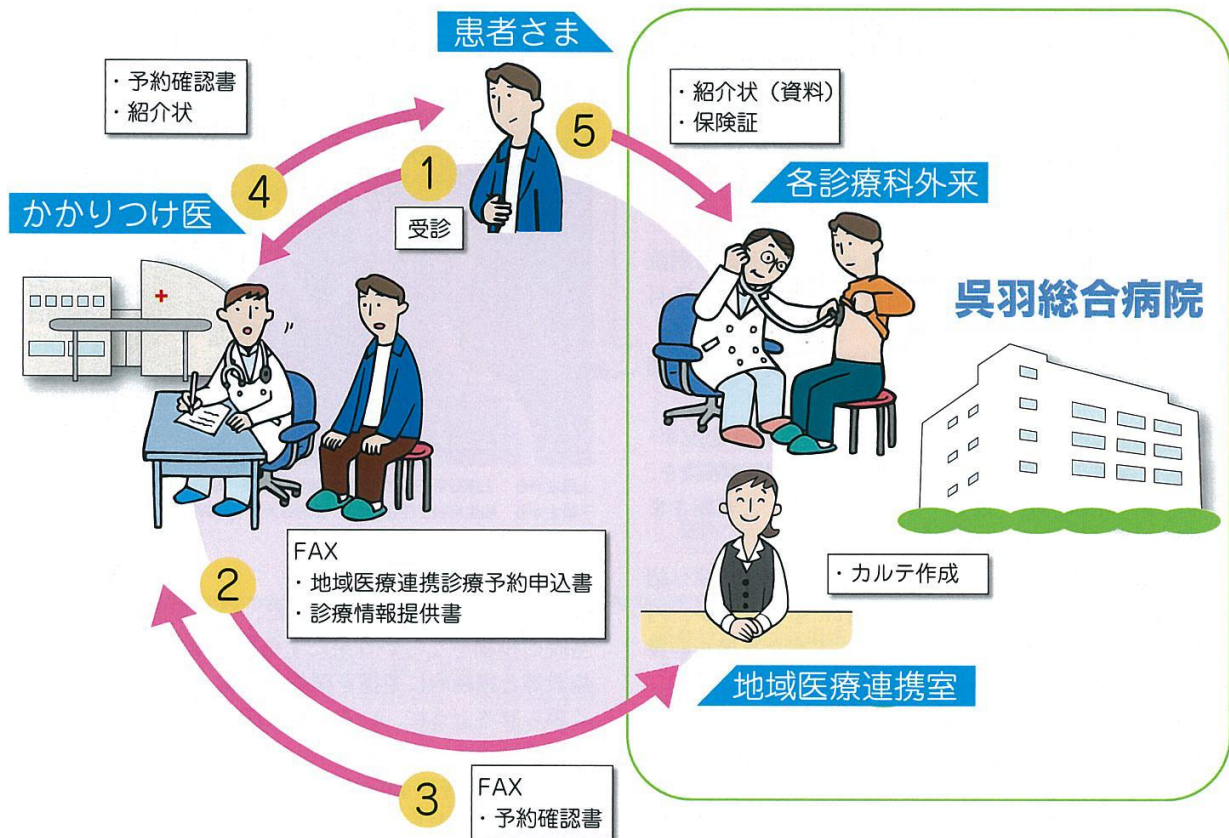 患者さま
・予約確認書
・紹介状
4
1
受診
5
・紹介状（資料）
・保険証
かかりつけ医
各診療科外来
呉羽総合病院
2
FAX
・地域医療連携診療予約申込書
・診療情報提供書
・カルテ作成
地域医療連携室
3
FAX
・予約確認書